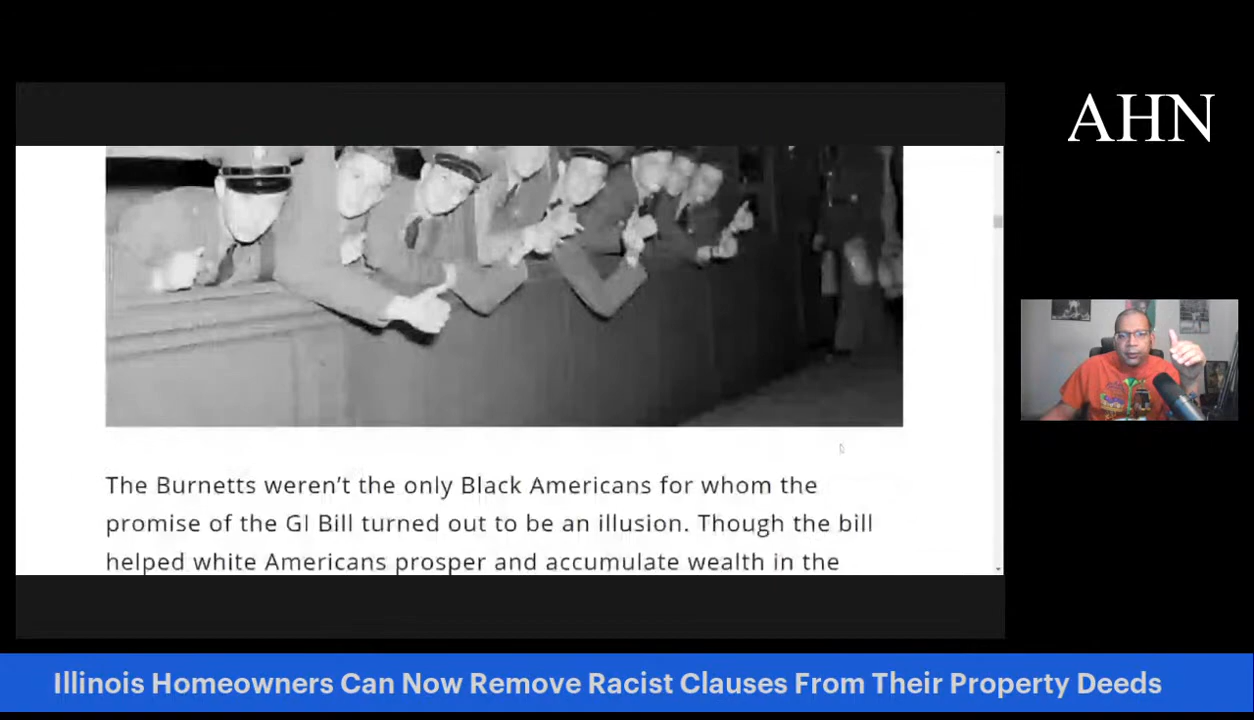 AHN
The Burnetts weren’t the only Black Americans for whom the
promise of the GI Bill turned out to be an illusion. Though the bill
helped white Americans prosper and accumulate wealth in the
Illinois Homeowners Can Now Remove Racist Clauses From Their Property Deeds